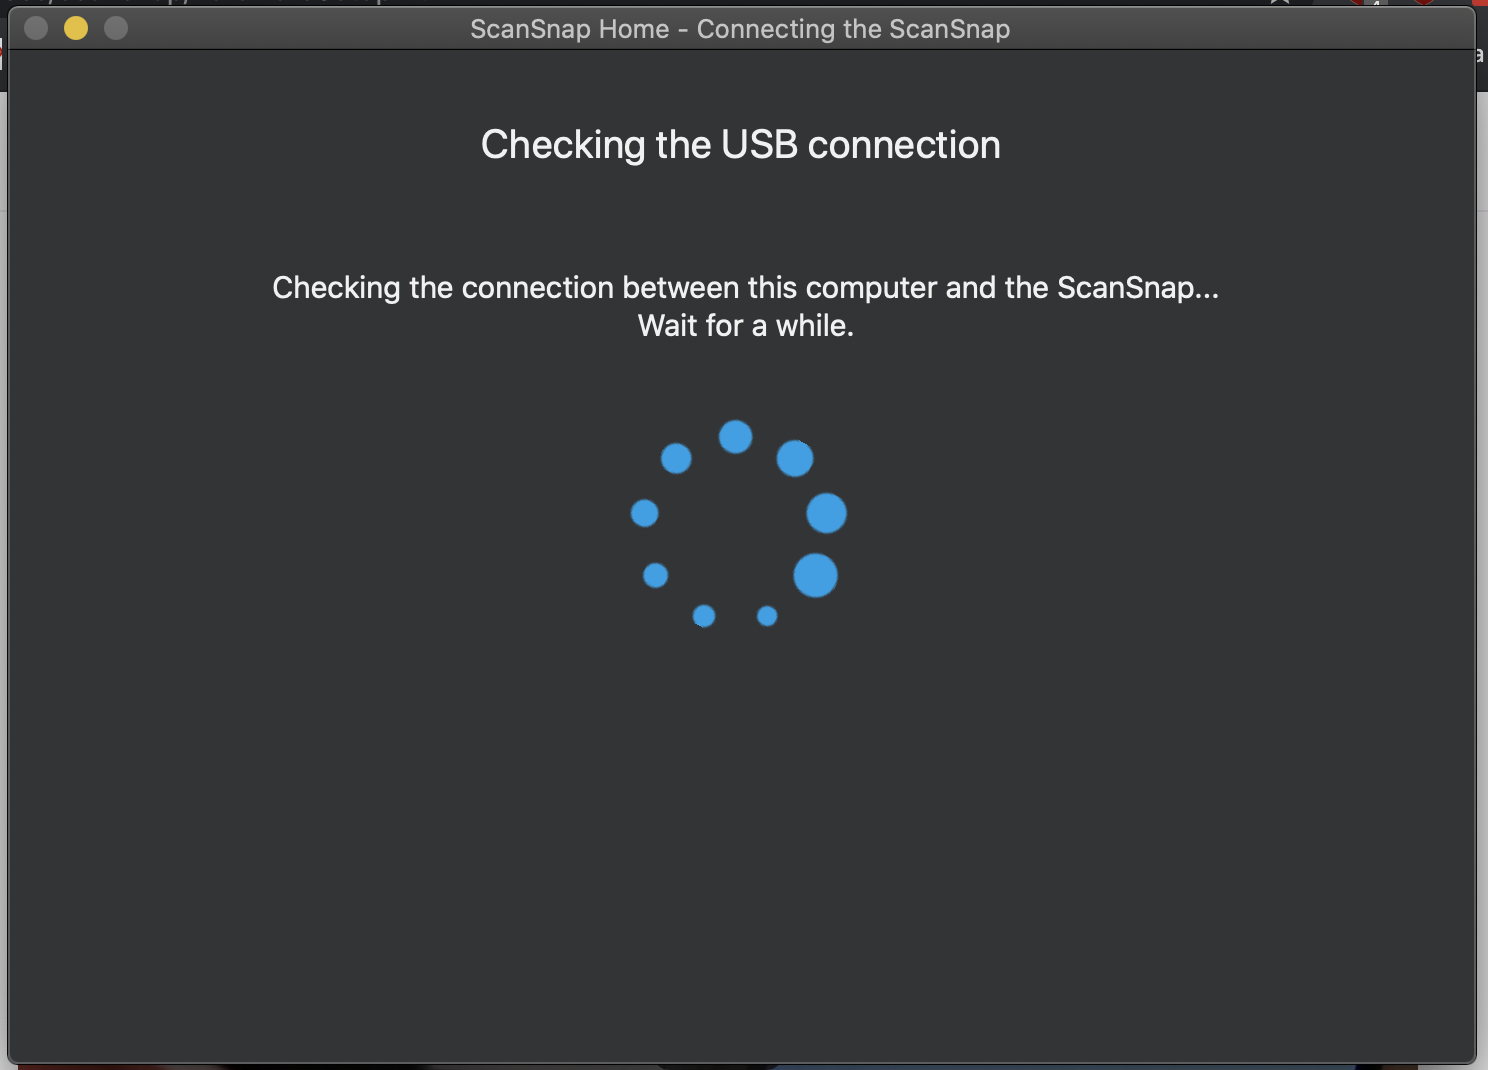 ScanSnap Home - Connecting the ScanSnap
Checking the USB connection
Checking the connection between this computer and the ScanSnap...
Wait for a while.